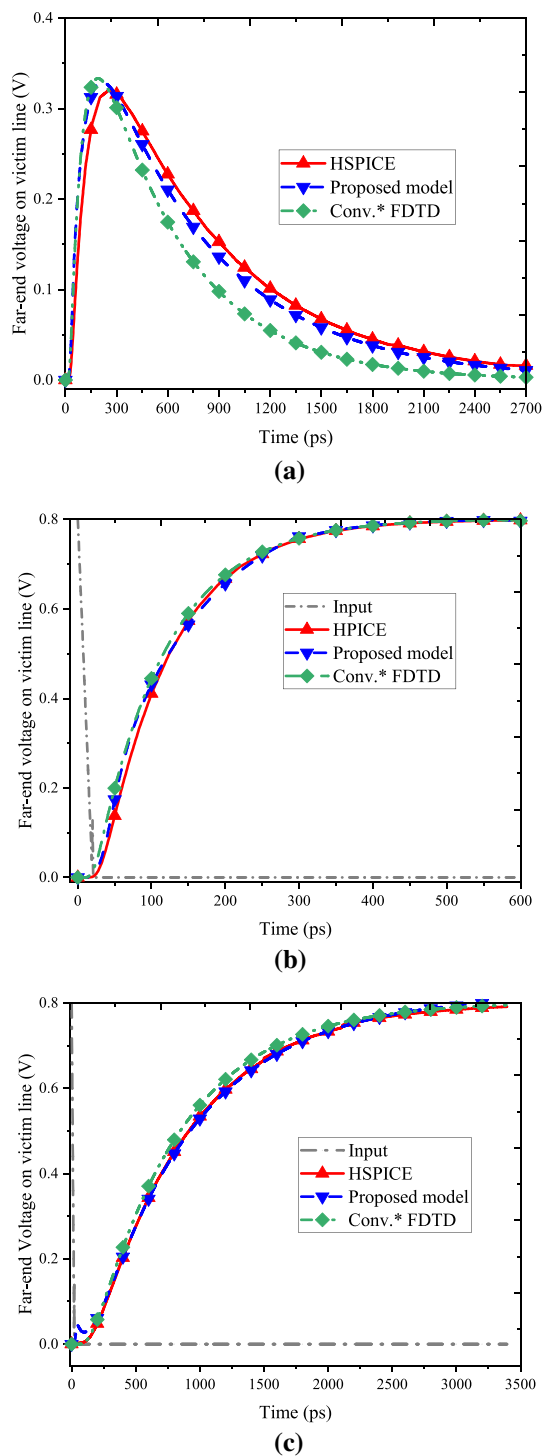 0.4
0.3
0.2
0.1
0.0
Far-end voltage on victim line (V)
HSPICE
Proposed model
Conv.* FDTD
0 300 600 900 1200 1500 1800 2100 2400 2700
Time (ps)
(a)
0.8
0.6
0.4
0.2
0.0
Far-end voltage on victim line (V)
Input
HPICE
Proposed model
Conv.* FDTD
0 100 200 300 400 500 600
Time (ps)
(b)
0.8
0.6
0.4
0.2
0.0
Far-end Voltage on victim line (V)
Input
HSPICE
Proposed model
Conv.* FDTD
0 500 1000 1500 2000 2500 3000 3500
Time (ps)
(c)